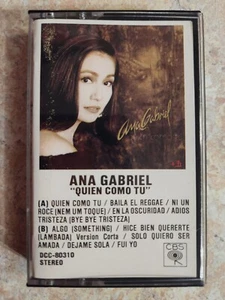 Ana Gabriel
ANA GABRIEL
"QUIEN COMO TU"
(A) QUIEN COMO TU / BAILA EL REGGAE / NI UN
ROCE (NEM UM TOQUE) / EN LA OSCURIDAD / ADIOS
TRISTEZA (BYE BYE TRISTEZA)
(B) ALGO (SOMETHING) / HICE BIEN QUERERTE
(LAMBADA) Version Corta / SOLO QUIERO SER
AMADA / DEJAME SOLA / FUI YO
DCC-80310
STEREO
CBS